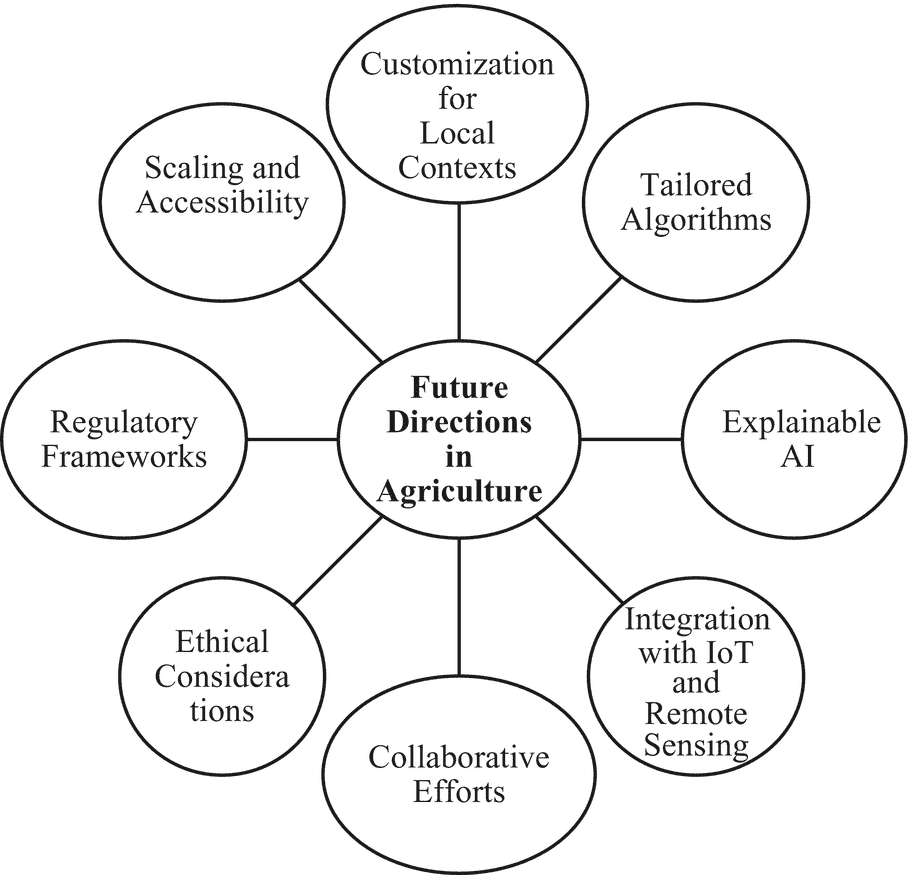 Customization
for
Local
Contexts
Scaling and
Accessibility
Tailored
Algorithms
Future
Directions
in
Agriculture
Regulatory
Frameworks
Explainable
AI
Ethical
Considera
tions
Integration
with IoT
and
Remote
Sensing
Collaborative
Efforts